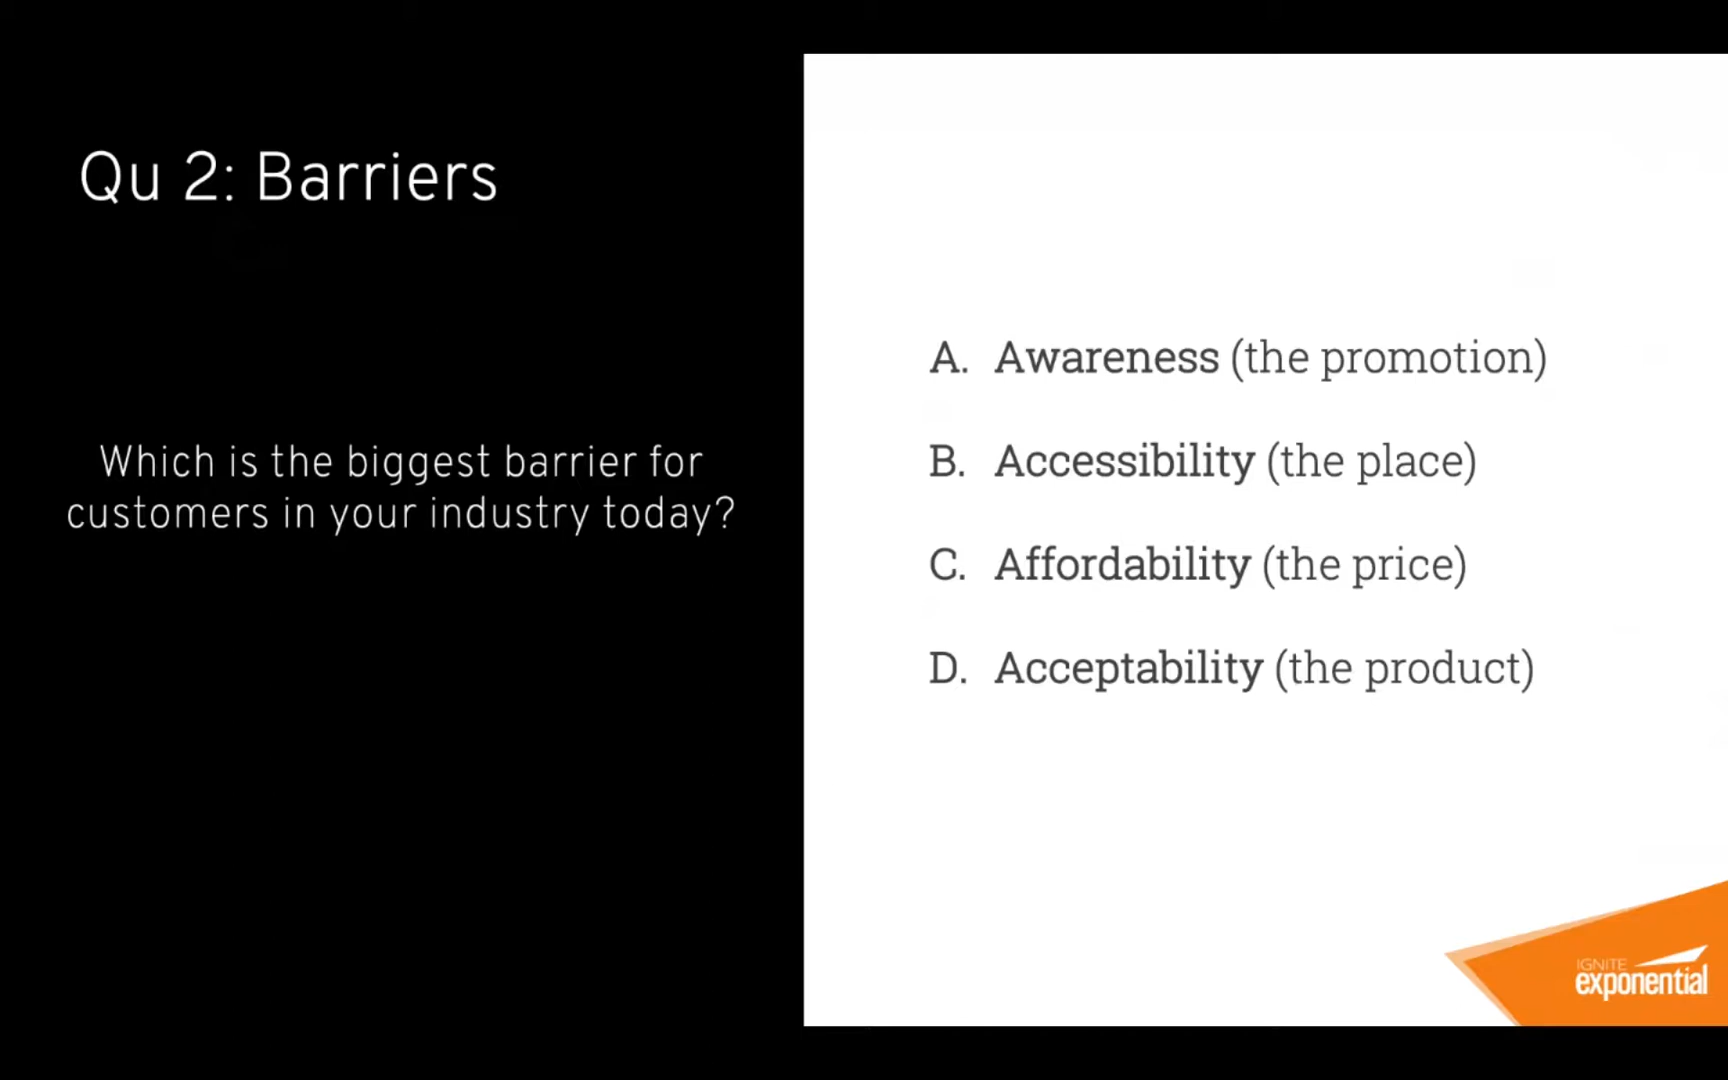 Qu 2: Barriers
Which is the biggest barrier for
customers in your industry today?
A. Awareness (the promotion)
B. Accessibility (the place)
C. Affordability (the price)
D. Acceptability (the product)
IGNITE
exponential